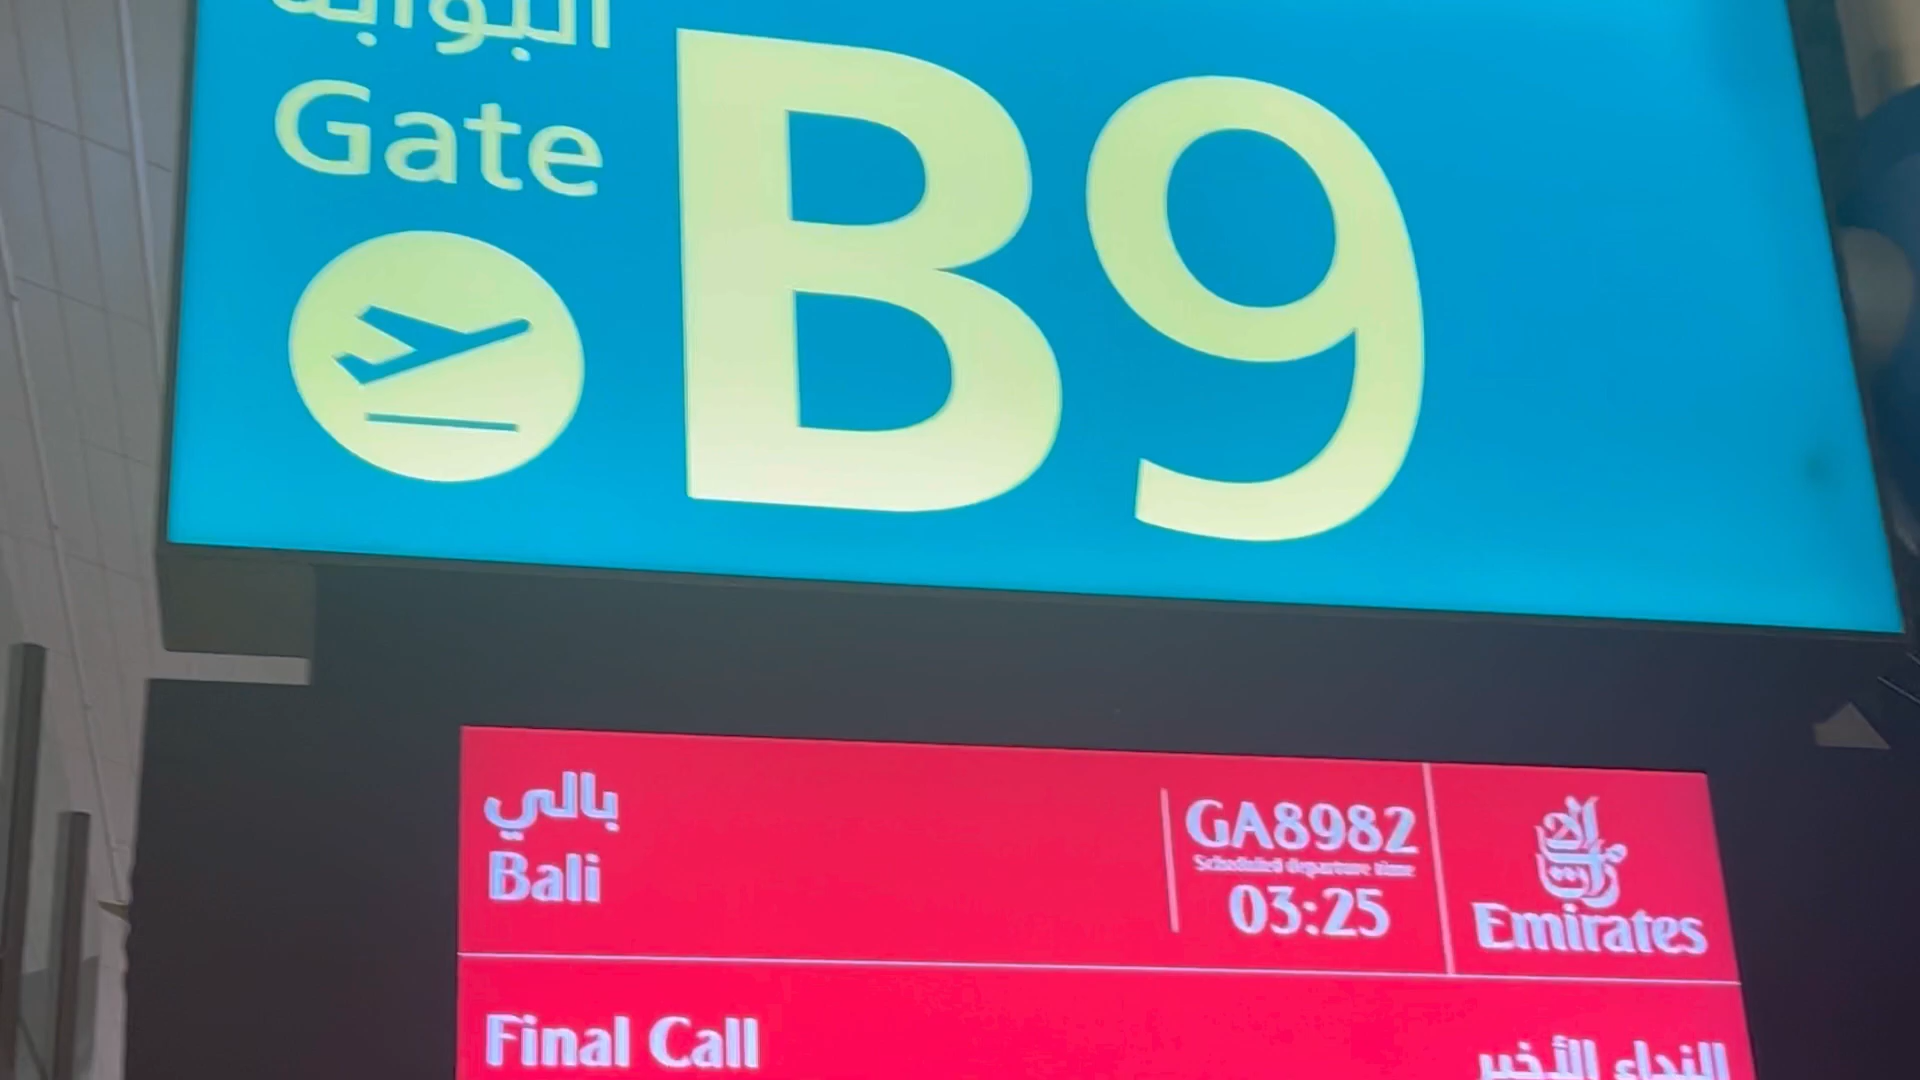 البوابة
Gate
B9
بالي
Bali
GA8982
Scheduled departure time
03:25
Emirates
Final Call
النداء الأخير